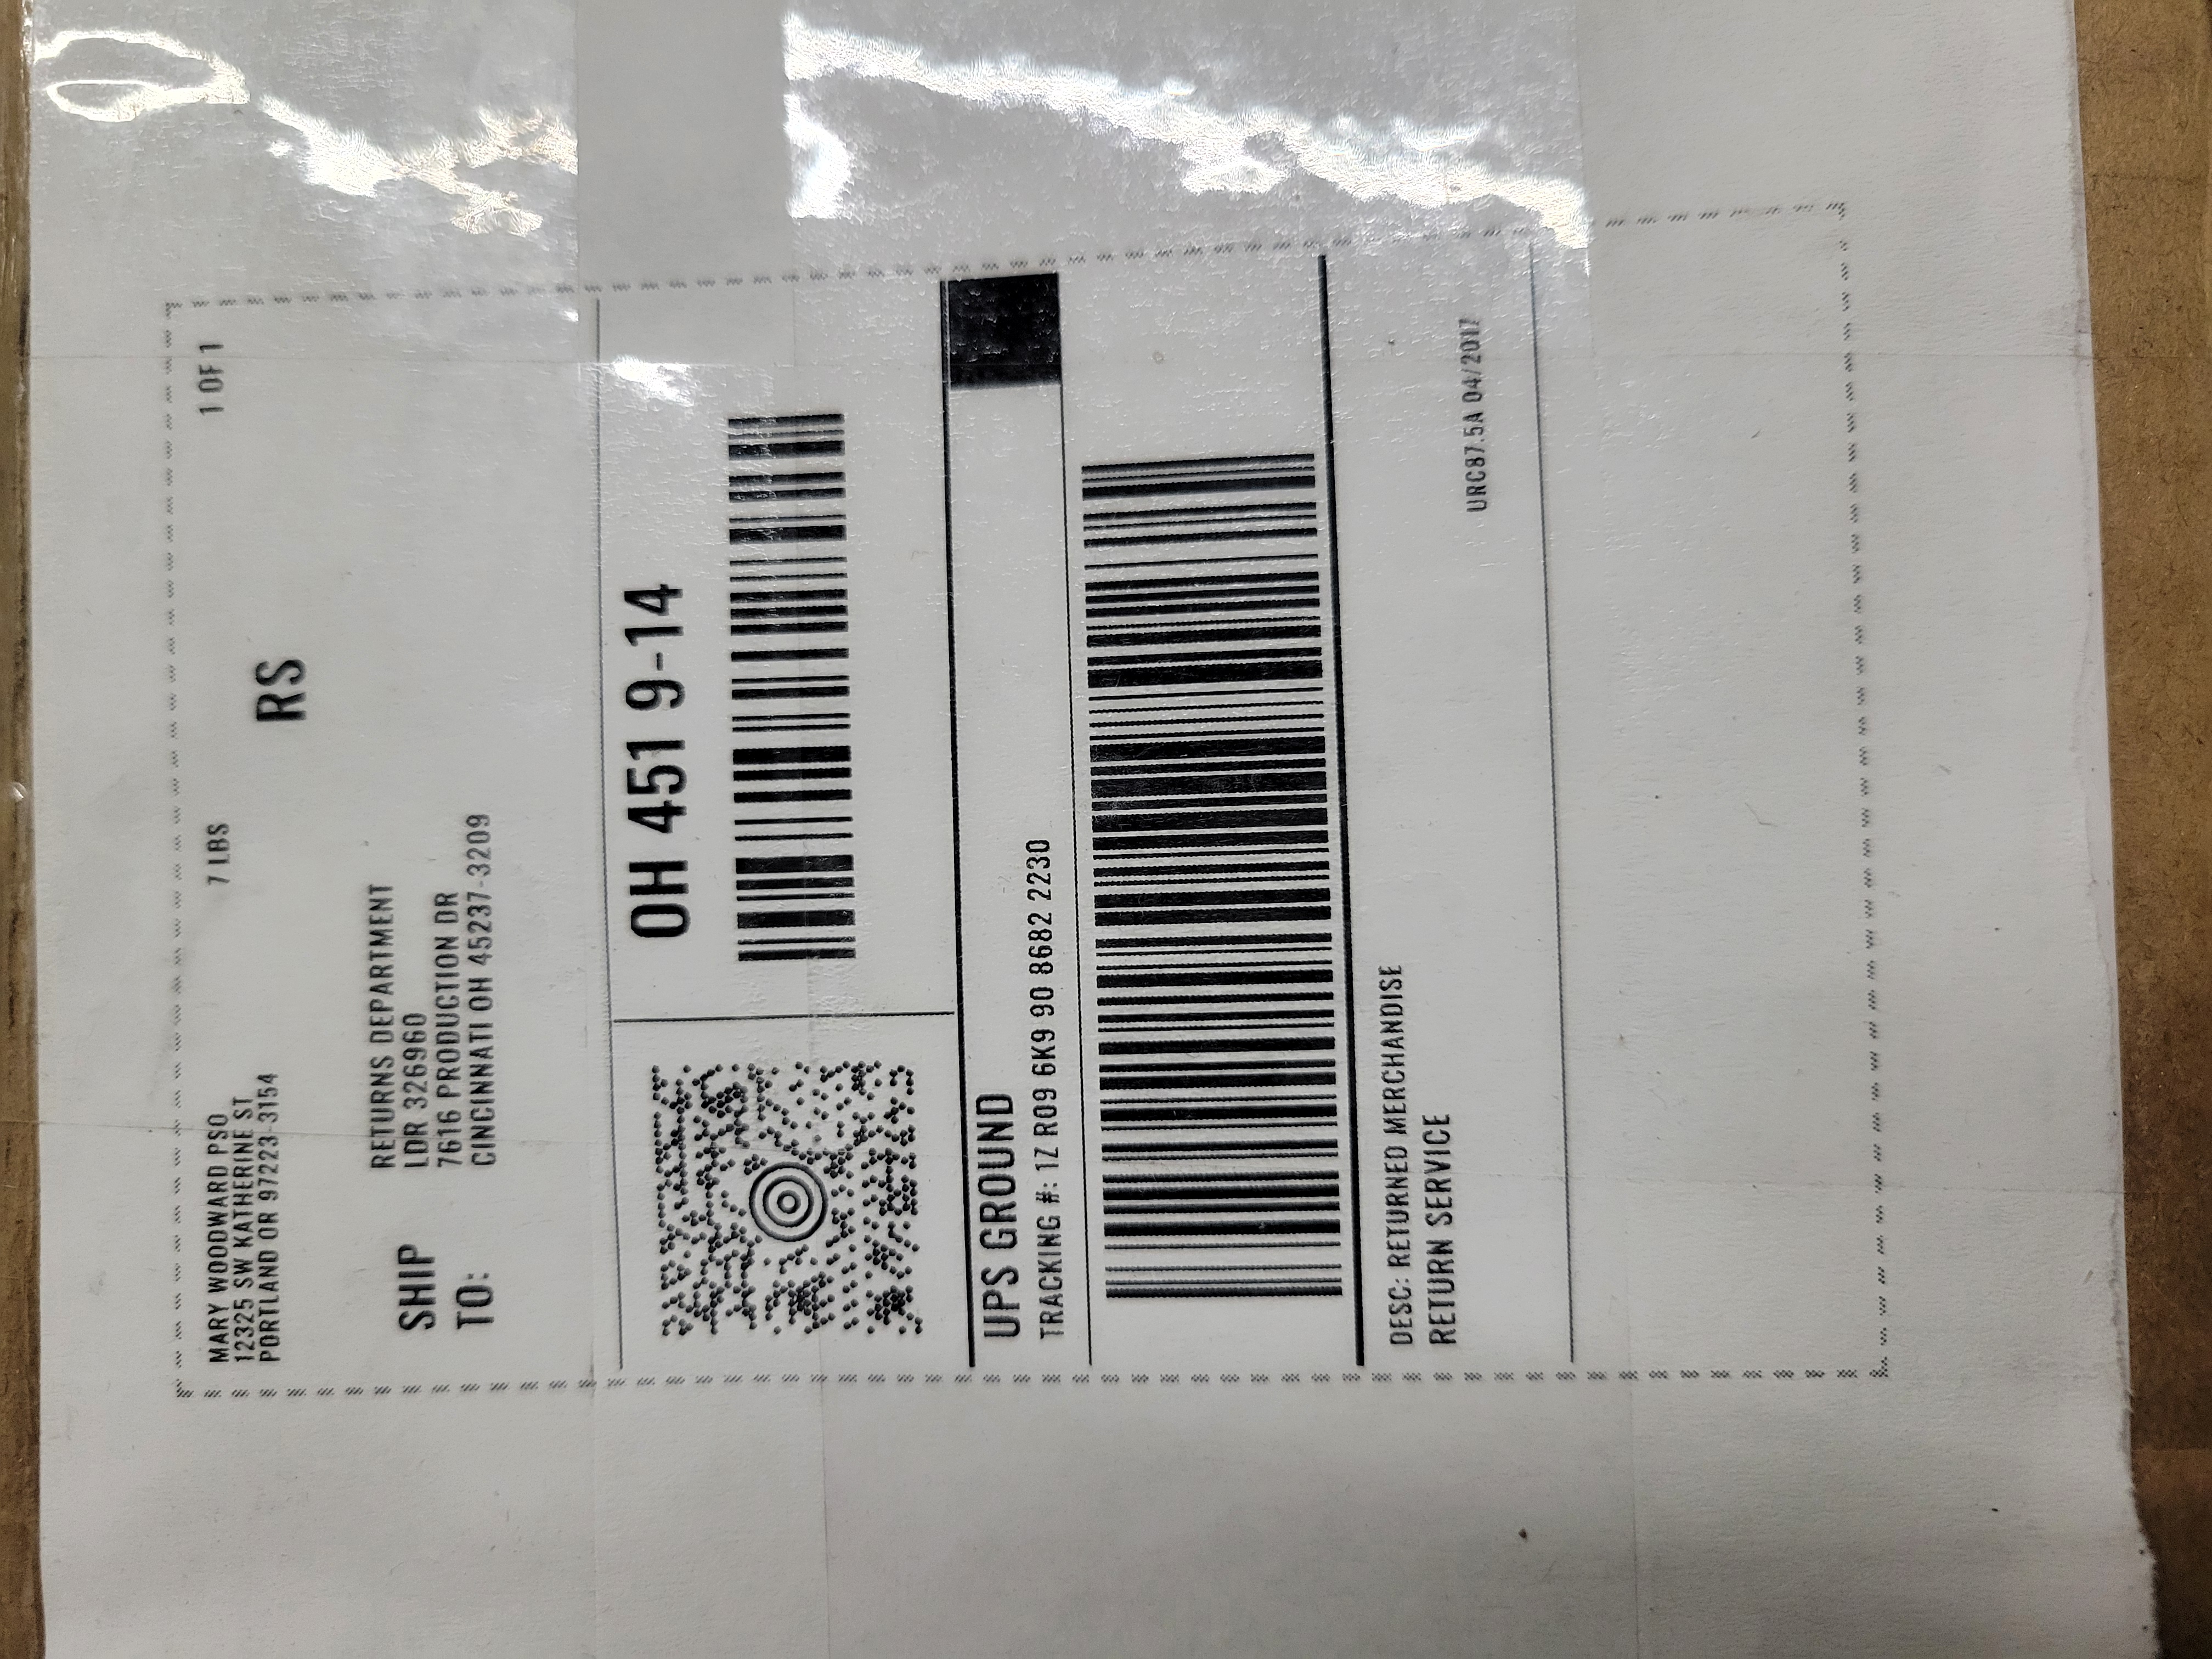 MARY WOODWARD PSO
12325 SW KATHERINE ST
PORTLAND OR 97223-3154
7 LBS
1 OF 1
RS
SHIP
TO:
RETURNS DEPARTMENT
LDR 326960
7616 PRODUCTION DR
CINCINNATI OH 45237-3209
OH 451 9-14
UPS GROUND
TRACKING #: 1Z R09 6K9 90 8682 2230
DESC: RETURNED MERCHANDISE
RETURN SERVICE
URC87.5A 04/2017